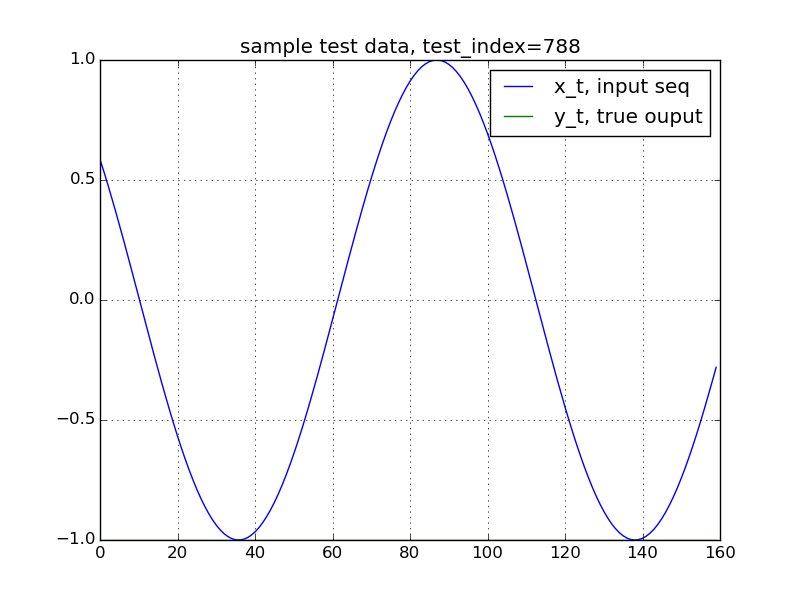 sample test data, test_index=788
1.0
x_t, input seq
y_t, true ouput
0.5
0.0
−0.5
−1.0
0 20 40 60 80 100 120 140 160